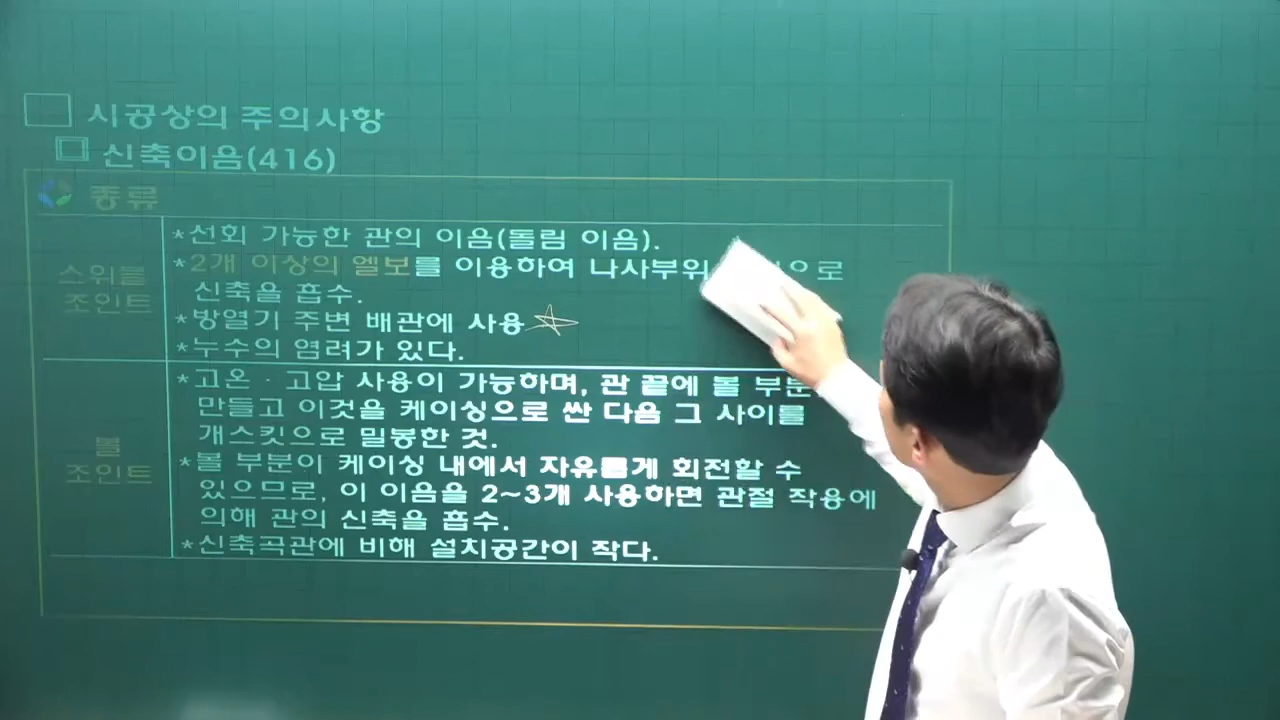 시공상의 주의사항
신축이음(416)
종류
스위블
조인트
*선회 가능한 관의 이음(돌림 이음).
*2개 이상의 엘보를 이용하여 나사부위 으로
신축을 흡수.
*방열기 주변 배관에 사용
*누수의 염려가 있다.
볼
조인트
*고온·고압 사용이 가능하며, 관 끝에 볼 부분
만들고 이것을 케이싱으로 싼 다음 그 사이를
개스킷으로 밀봉한 것.
*볼 부분이 케이싱 내에서 자유롭게 회전할 수
있으므로, 이 이음을 2~3개 사용하면 관절 작용에
의해 관의 신축을 흡수.
*신축곡관에 비해 설치공간이 작다.